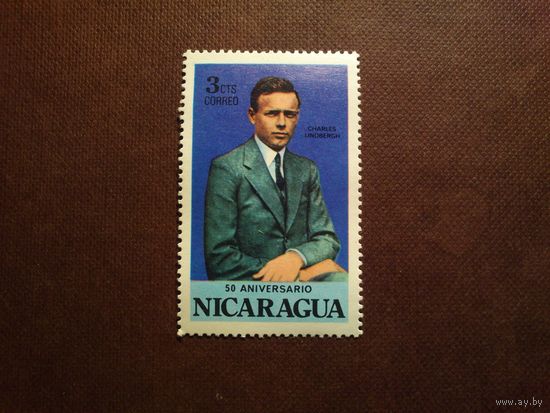 3 CTS
CORREO
CHARLES
LINDBERGH
50 ANIVERSARIO
NICARAGUA
www.ay.by